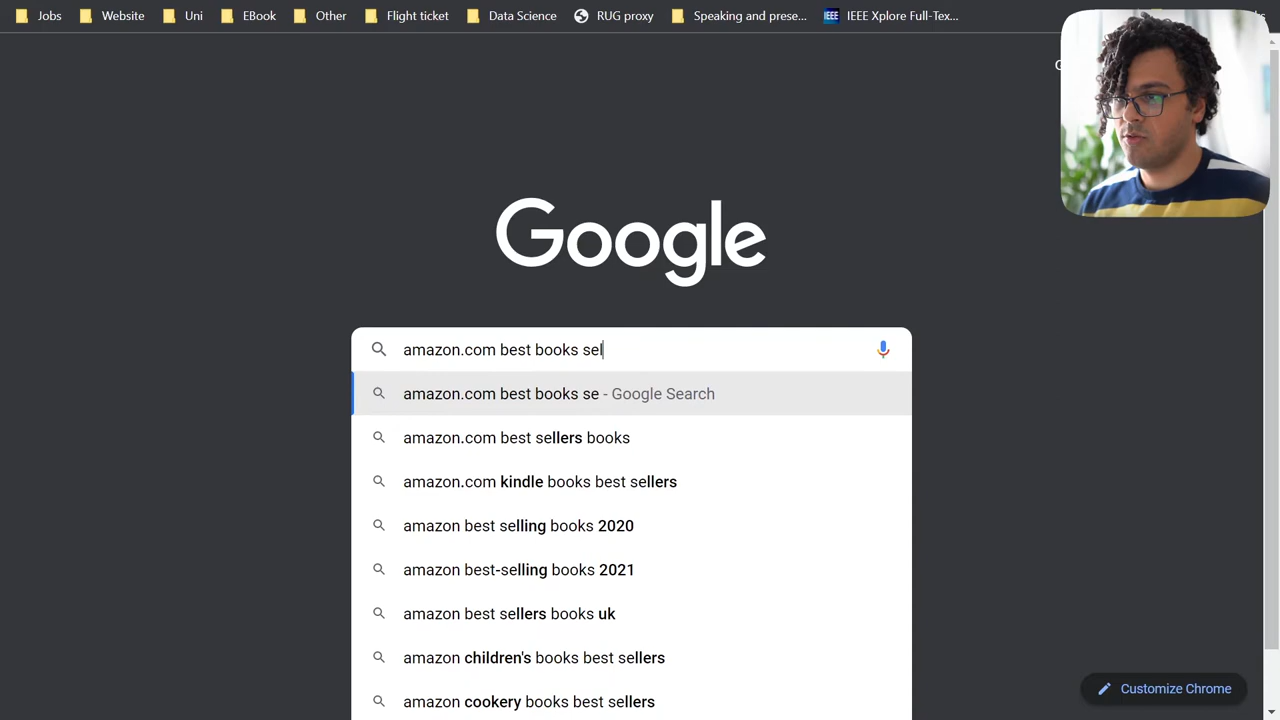 Jobs
Website
Uni
EBook
Other
Flight ticket
Data Science
RUG proxy
Speaking and prese...
IEEE
IEEE Xplore Full-Tex...
Google
amazon.com best books sel
amazon.com best books se - Google Search
amazon.com best sellers books
amazon.com kindle books best sellers
amazon best selling books 2020
amazon best-selling books 2021
amazon best sellers books uk
amazon children's books best sellers
amazon cookery books best sellers
Customize Chrome